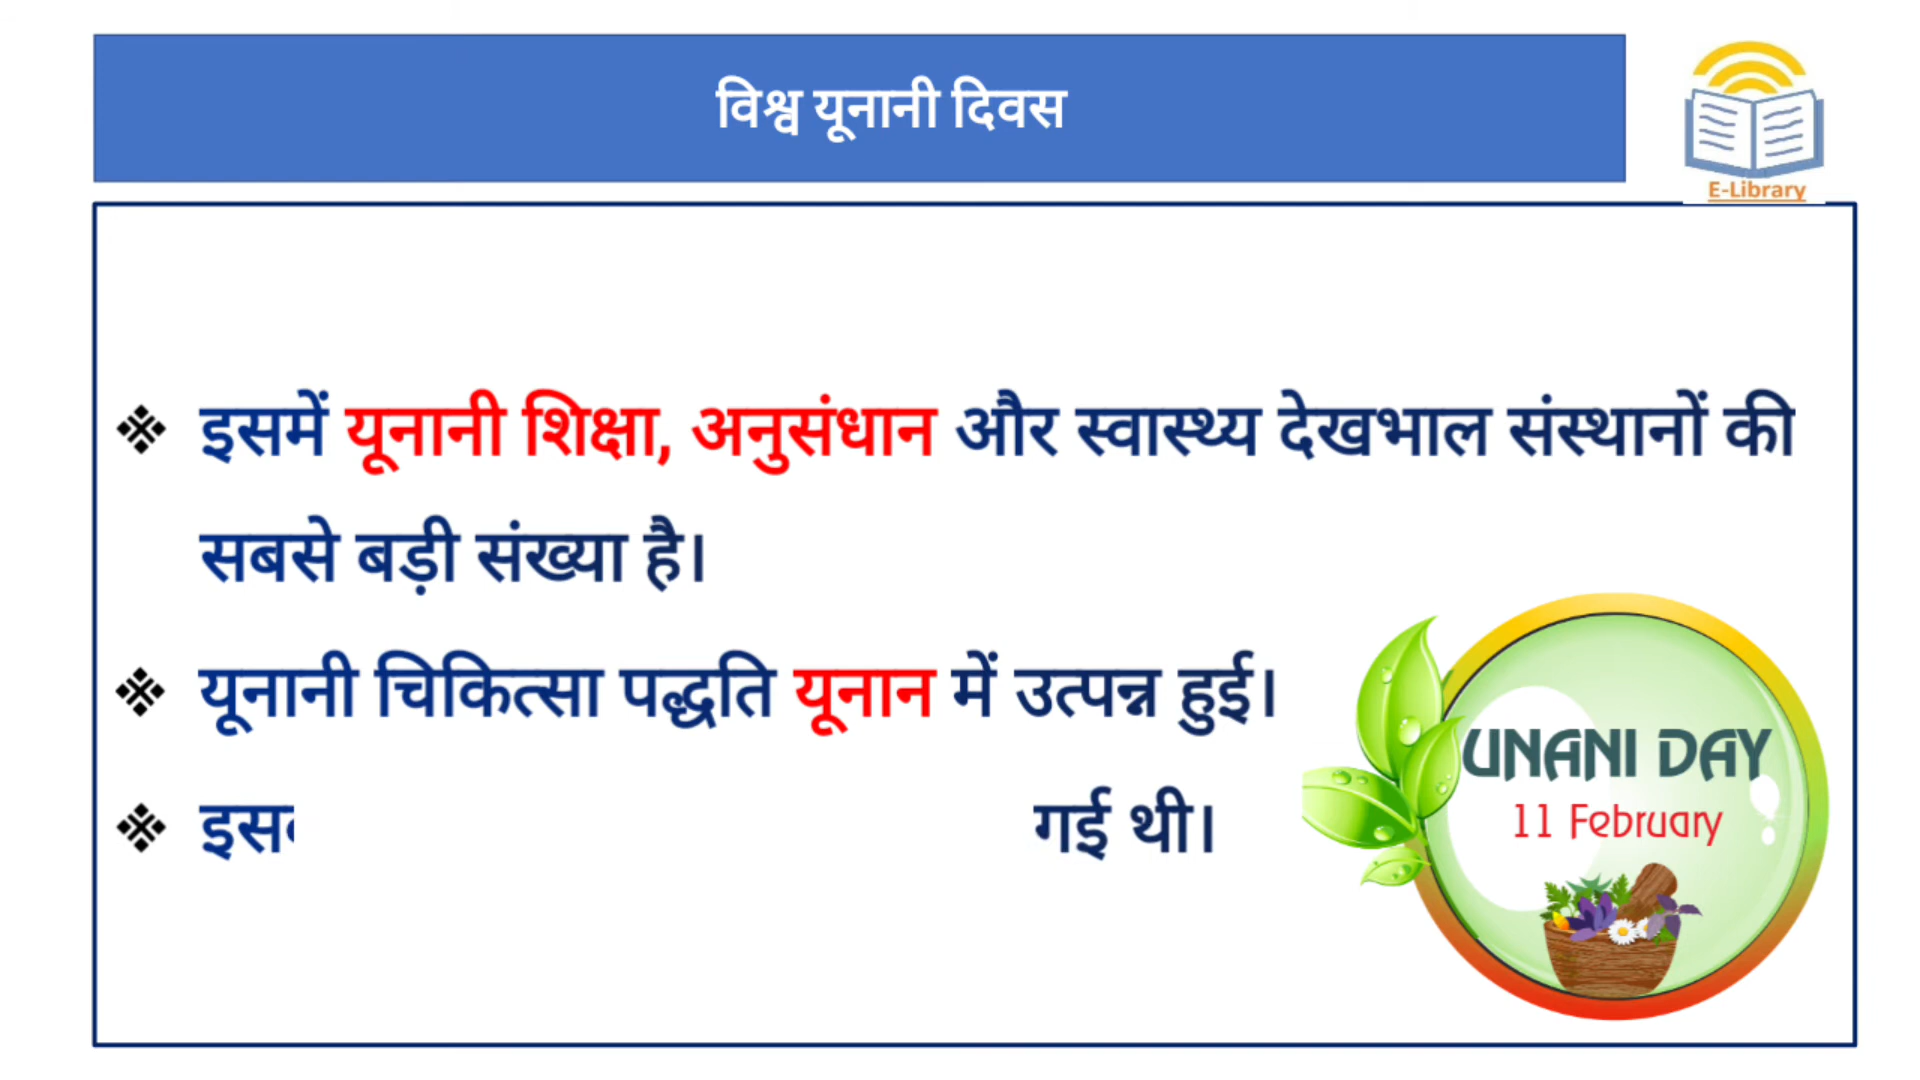 विश्व यूनानी दिवस
E-Library
❖ इसमें यूनानी शिक्षा, अनुसंधान और स्वास्थ्य देखभाल संस्थानों की
सबसे बड़ी संख्या है।
❖ यूनानी चिकित्सा पद्धति यूनान में उत्पन्न हुई।
❖ गई थी।
UNANI DAY
11 February